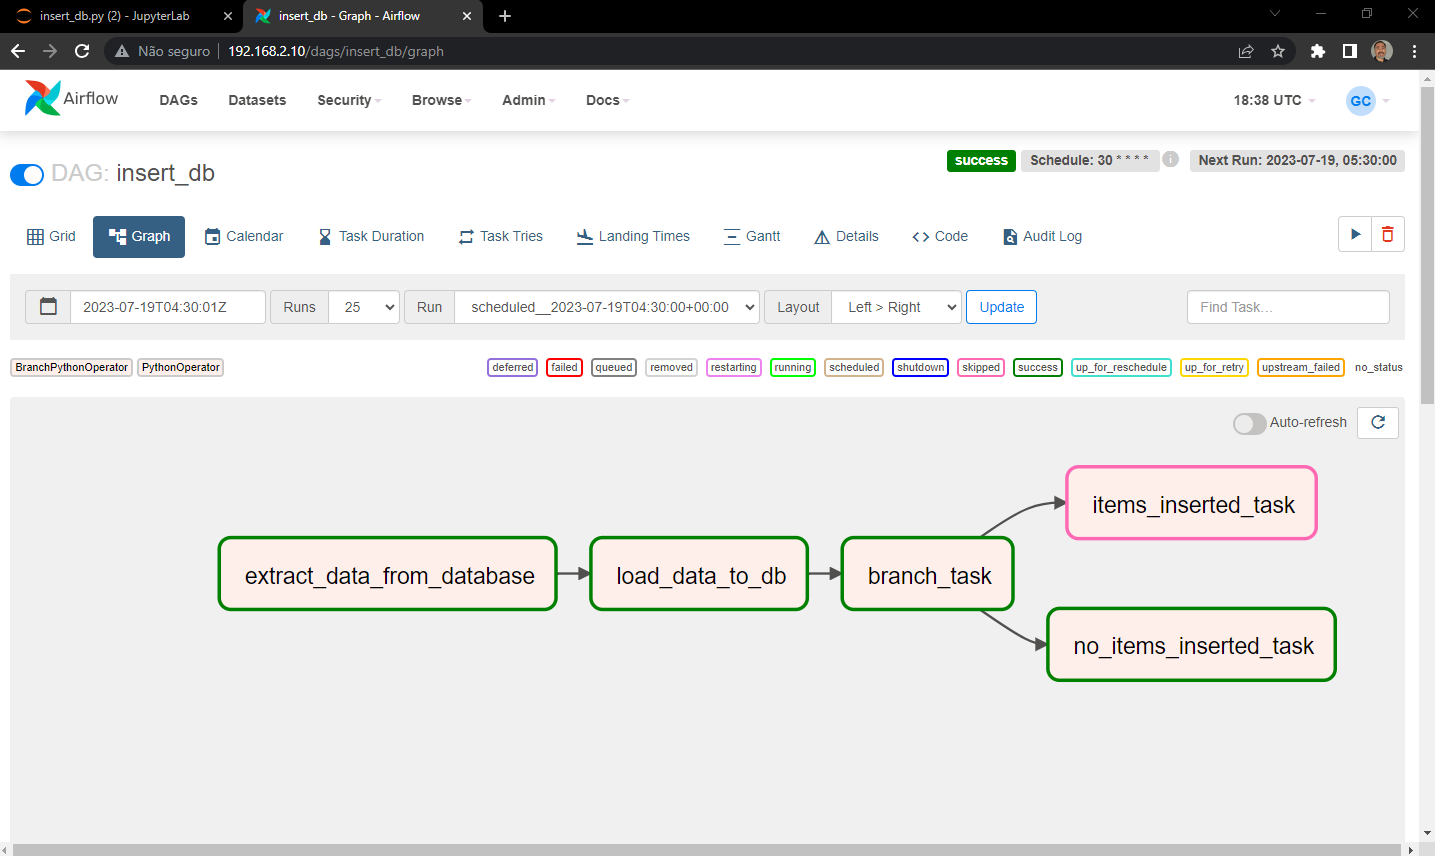 insert_db.py (2) - JupyterLab
insert_db - Graph - Airflow
Não seguro 192.168.2.10/dags/insert_db/graph
Airflow DAGs Datasets Security Browse Admin Docs 18:38 UTC GC
DAG: insert_db
success Schedule: 30 * * * * i Next Run: 2023-07-19, 05:30:00
Grid Graph Calendar Task Duration Task Tries Landing Times Gantt Details Code Audit Log
2023-07-19T04:30:01Z Runs 25 Run scheduled__2023-07-19T04:30:00+00:00 Layout Left > Right Update Find Task...
BranchPythonOperator PythonOperator deferred failed queued removed restarting running scheduled shutdown skipped success up_for_reschedule up_for_retry upstream_failed no_status
Auto-refresh
items_inserted_task
extract_data_from_database load_data_to_db branch_task
no_items_inserted_task